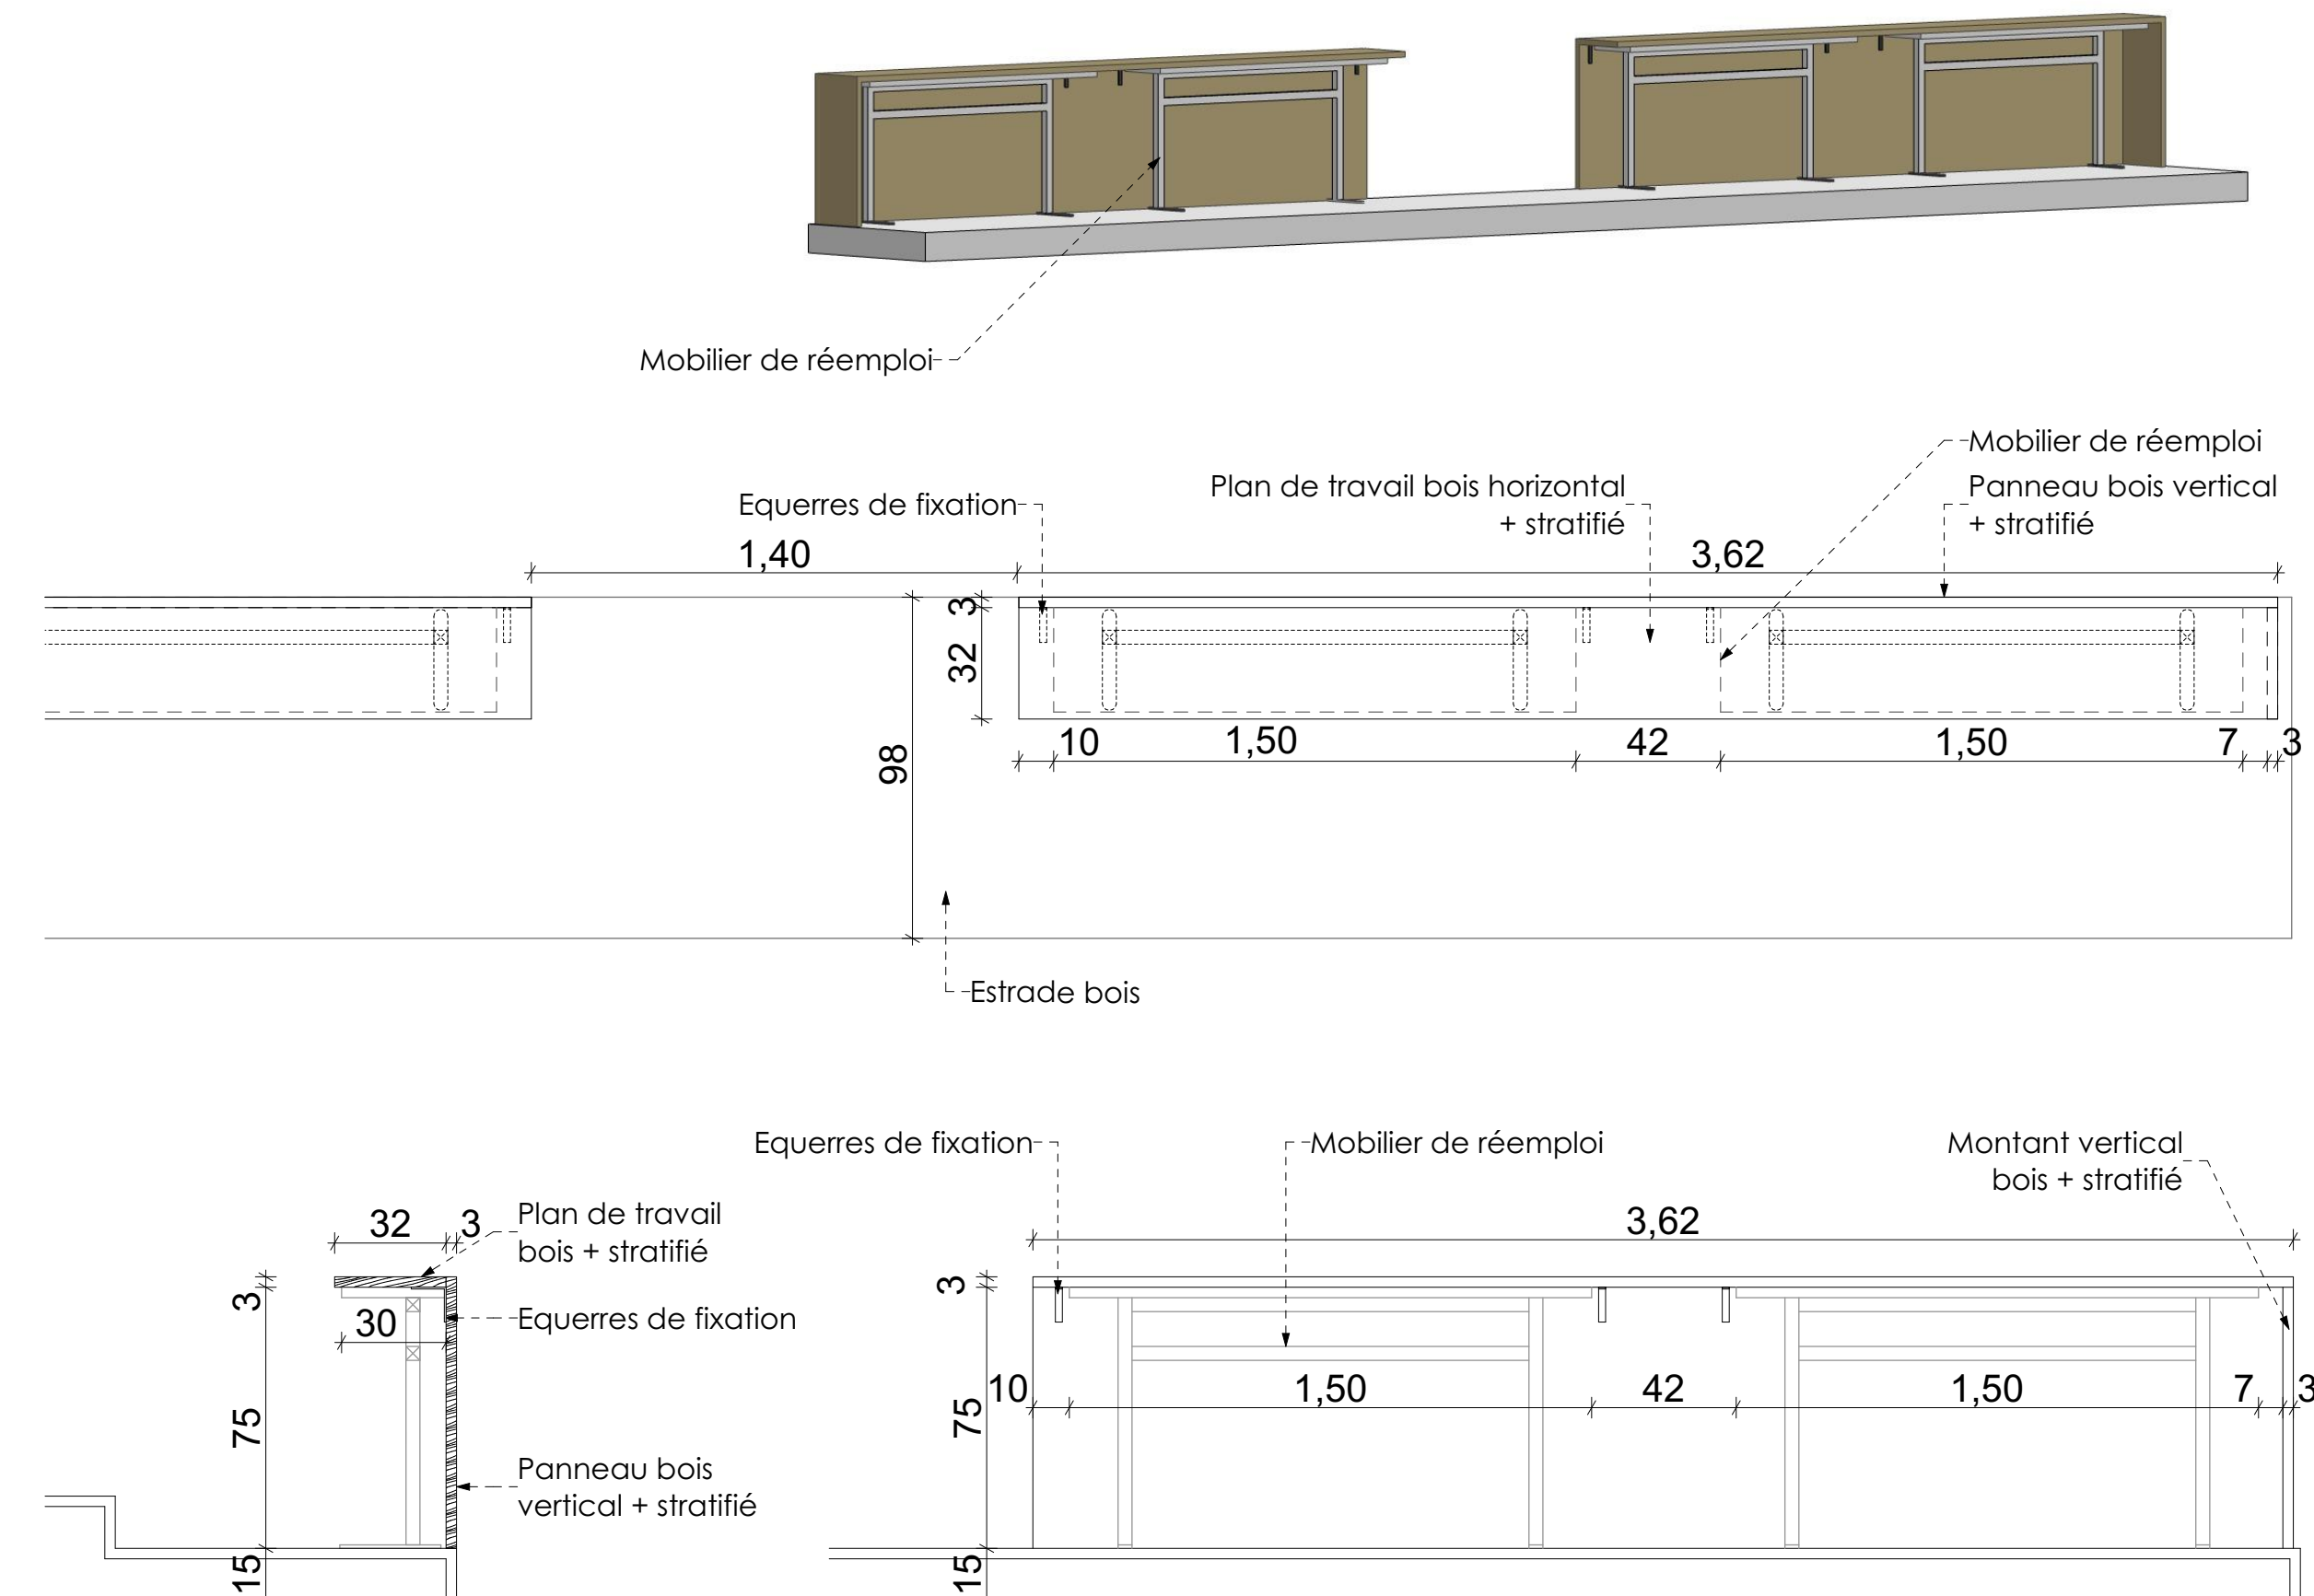 Mobilier de réemploi
Mobilier de réemploi
Plan de travail bois horizontal
+ stratifié
Panneau bois vertical
+ stratifié
Equerres de fixation
1,40
3,62
3
32
98
10
1,50
42
1,50
7
3
Estrade bois
Equerres de fixation
Mobilier de réemploi
Montant vertical
bois + stratifié
32
3
Plan de travail
bois + stratifié
3,62
3
30
Equerres de fixation
3
75
10
1,50
42
1,50
7
3
75
Panneau bois
vertical + stratifié
15
15